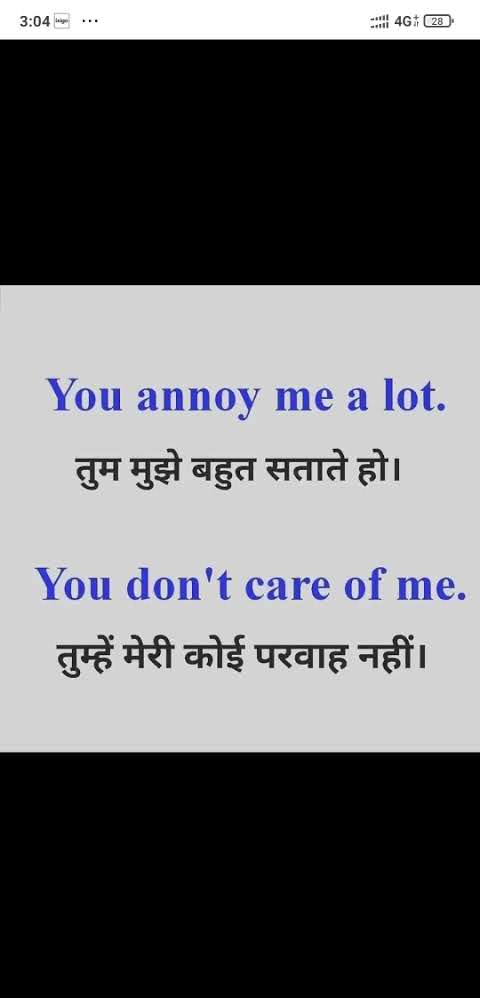 3:04 ...
4G+ 28
You annoy me a lot.
तुम मुझे बहुत सताते हो।
You don't care of me.
तुम्हें मेरी कोई परवाह नहीं।